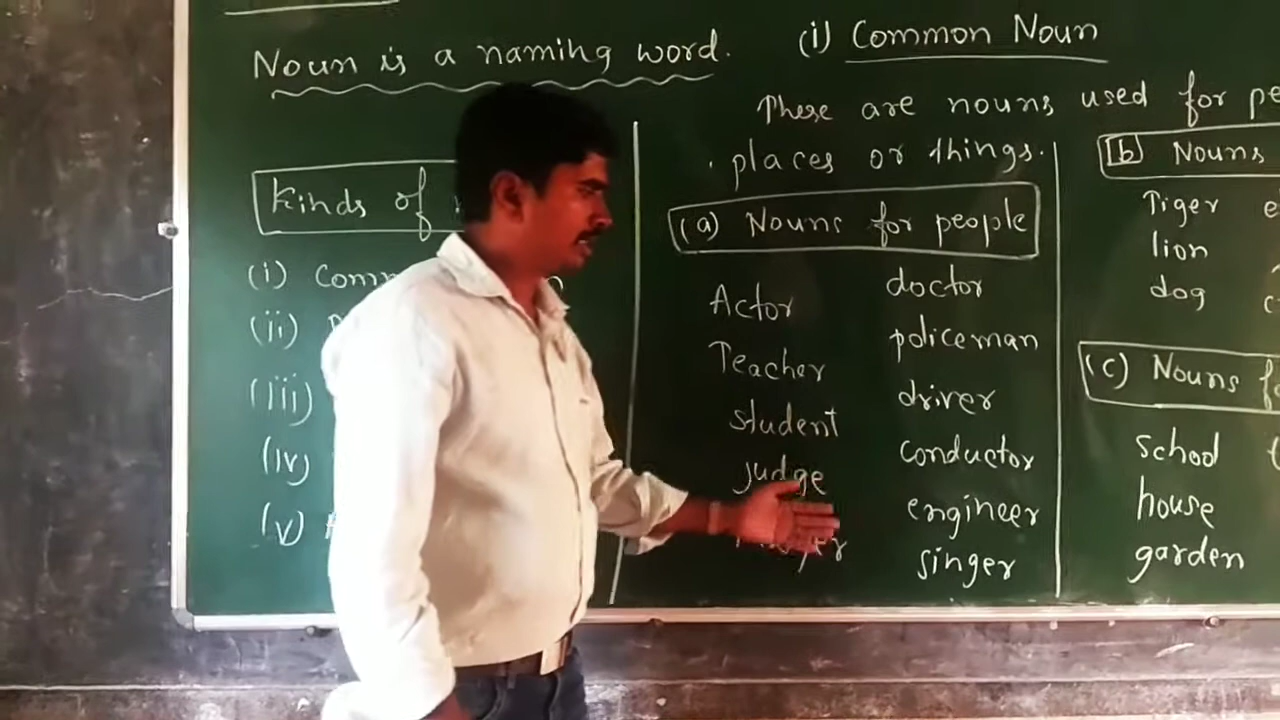 Noun is a naming word.
Kinds of
(i)
(ii)
(iii)
(iv)
(v)
(i) Common Noun
These are nouns used for
places or things.
(a) Nouns for people
Actor doctor
Teacher policeman
student driver
judge conductor
engineer
singer
[b] Nouns
Tiger
lion
dog
(c) Nouns
school
house
garden